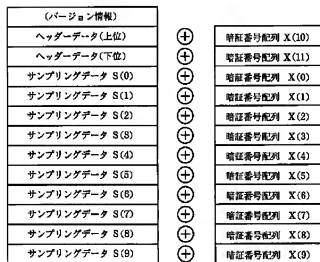 (バージョン情報)
ヘッダーデータ(上位) ⊕ 暗証番号配列 X(10)
ヘッダーデータ(下位) ⊕ 暗証番号配列 X(11)
サンプリングデータ S(0) ⊕ 暗証番号配列 X(0)
サンプリングデータ S(1) ⊕ 暗証番号配列 X(1)
サンプリングデータ S(2) ⊕ 暗証番号配列 X(2)
サンプリングデータ S(3) ⊕ 暗証番号配列 X(3)
サンプリングデータ S(4) ⊕ 暗証番号配列 X(4)
サンプリングデータ S(5) ⊕ 暗証番号配列 X(5)
サンプリングデータ S(6) ⊕ 暗証番号配列 X(6)
サンプリングデータ S(7) ⊕ 暗証番号配列 X(7)
サンプリングデータ S(8) ⊕ 暗証番号配列 X(8)
サンプリングデータ S(9) ⊕ 暗証番号配列 X(9)